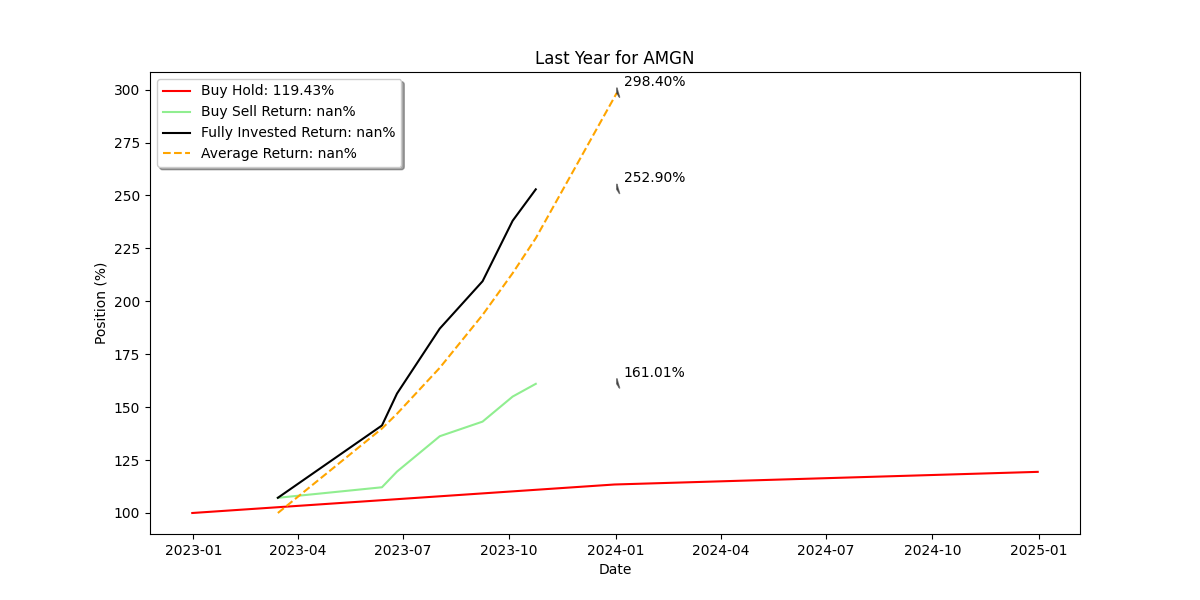 Last Year for AMGN
Buy Hold: 119.43%
Buy Sell Return: nan%
Fully Invested Return: nan%
Average Return: nan%
298.40%
252.90%
161.01%
Position (%)
300
275
250
225
200
175
150
125
100
2023-01 2023-04 2023-07 2023-10 2024-01 2024-04 2024-07 2024-10 2025-01
Date